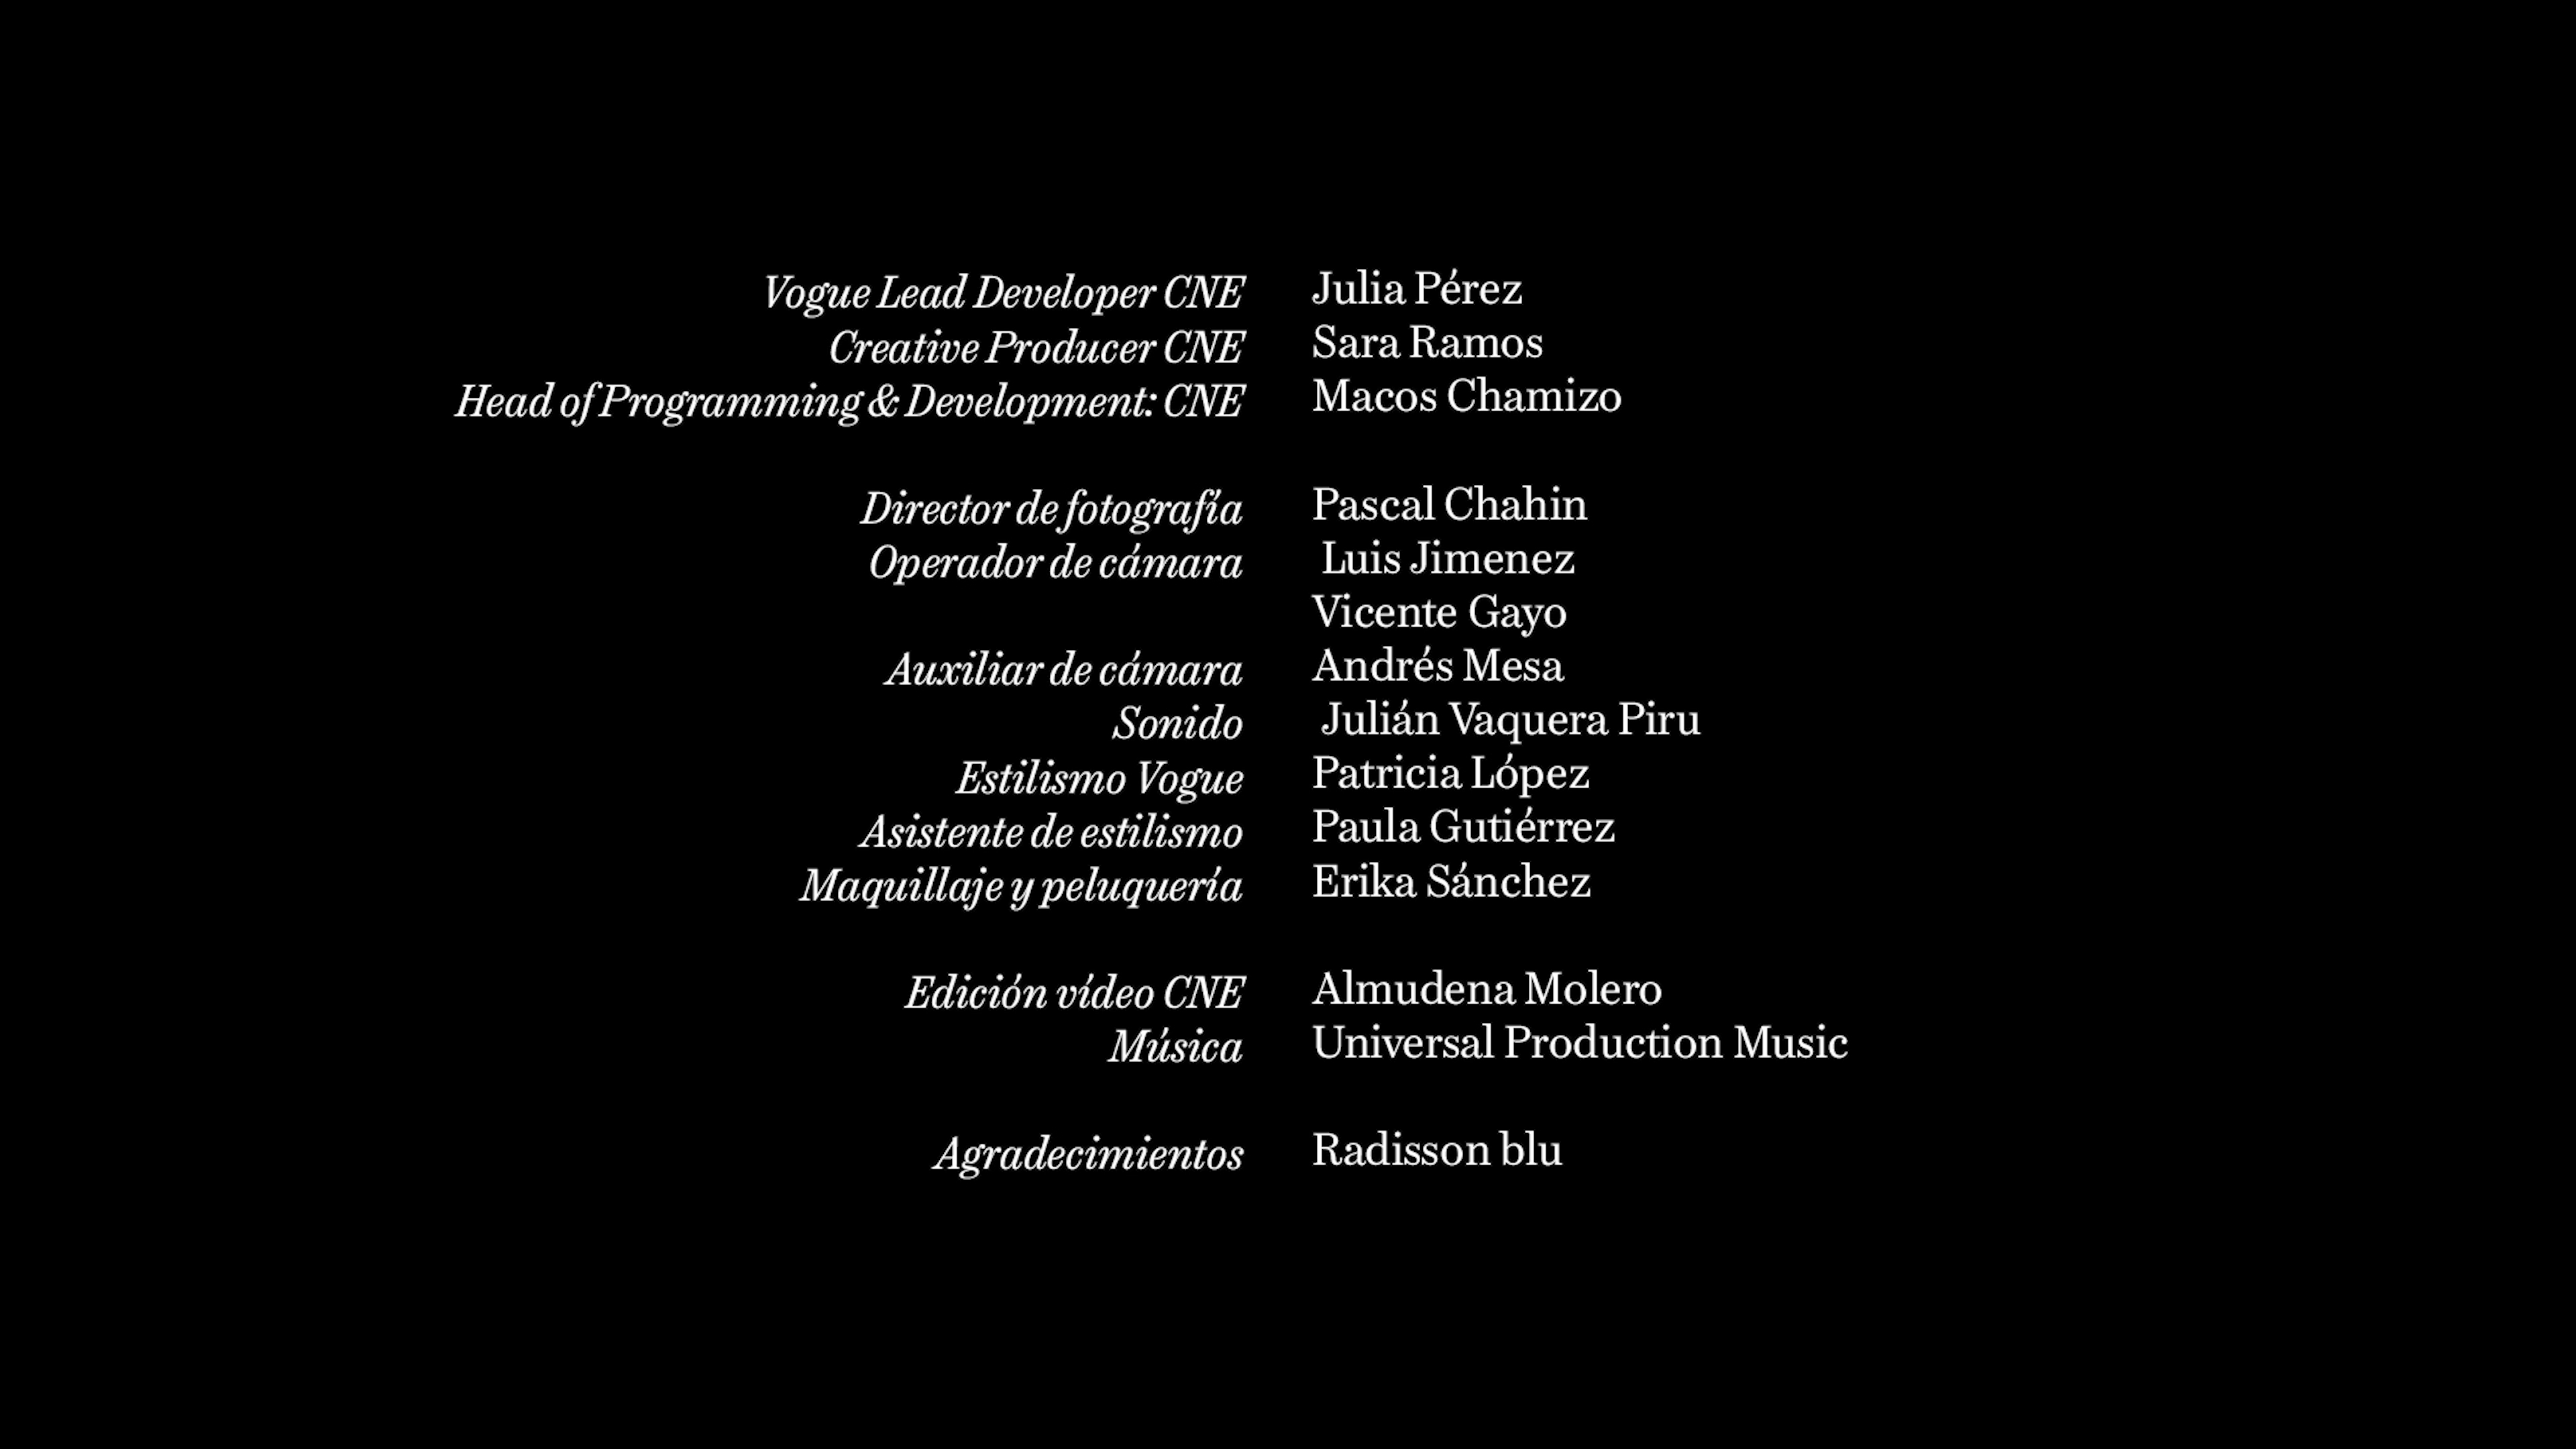 Vogue Lead Developer CNE Julia Pérez
Creative Producer CNE Sara Ramos
Head of Programming & Development: CNE Macos Chamizo
Director de fotografía Pascal Chahin
Operador de cámara Luis Jimenez
Vicente Gayo
Auxiliar de cámara Andrés Mesa
Sonido Julián Vaquera Piru
Estilismo Vogue Patricia López
Asistente de estilismo Paula Gutiérrez
Maquillaje y peluquería Erika Sánchez
Edición vídeo CNE Almudena Molero
Música Universal Production Music
Agradecimientos Radisson blu